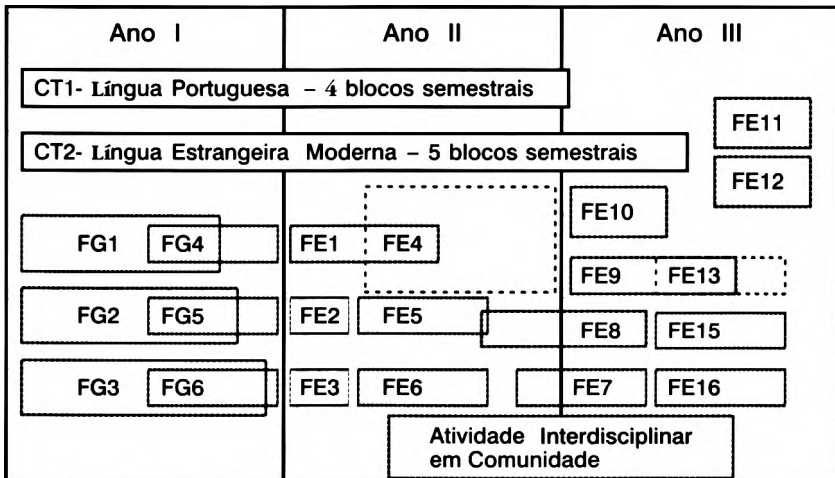 Ano I
Ano II
Ano III
CT1- Língua Portuguesa – 4 blocos semestrais
FE11
CT2- Língua Estrangeira Moderna – 5 blocos semestrais
FE12
FE10
FG1
FG4
FE1
FE4
FE9
FE13
FG2
FG5
FE2
FE5
FE8
FE15
FG3
FG6
FE3
FE6
FE7
FE16
Atividade Interdisciplinar
em Comunidade